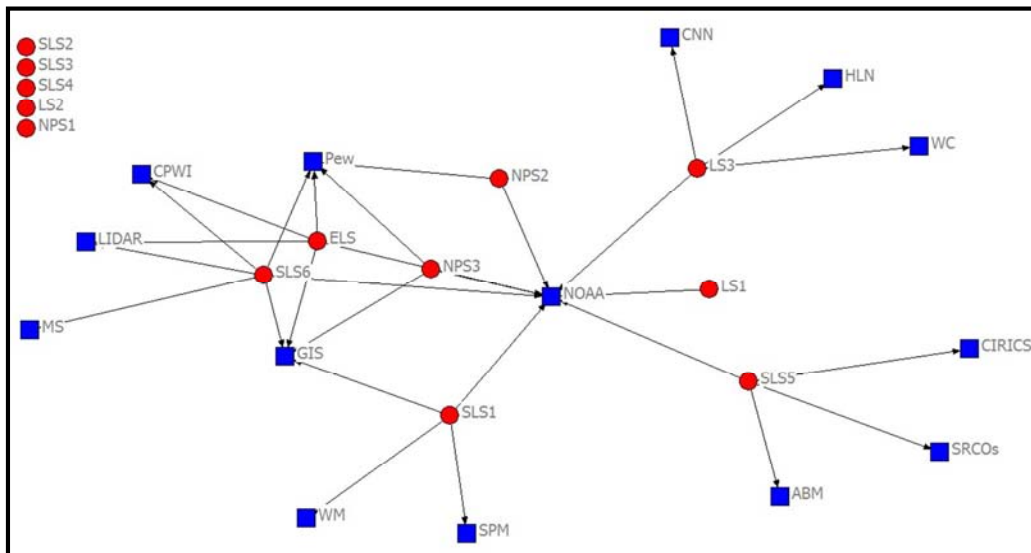 SLS2
SLS3
SLS4
LS2
NPS1
CNN
HLN
WC
LS3
Pew
CPWI
NPS2
LIDAR
ELS
NPS3
SLS6
NOAA
LS1
MS
GIS
CIRICS
SLS5
SLS1
SRCOs
ABM
WM
SPM